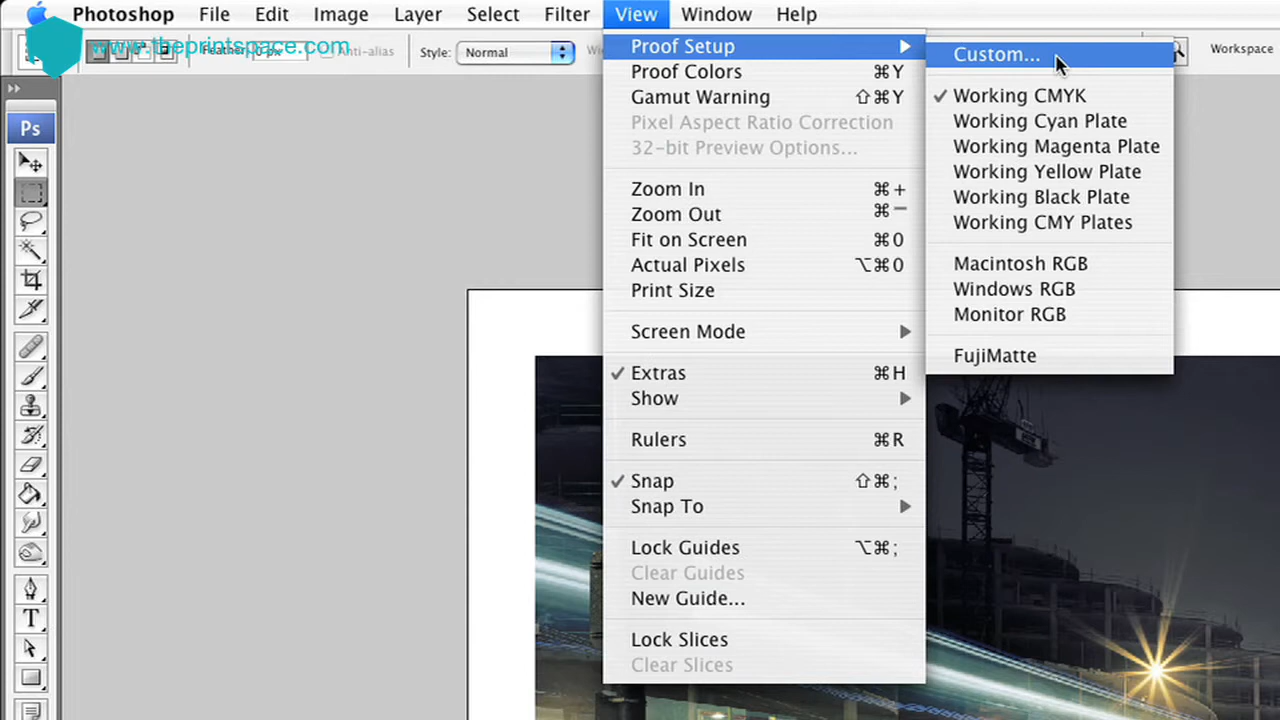 Photoshop File Edit Image Layer Select Filter View Window Help
www.theprintspace.com
Feather: 0 px Anti-alias Style: Normal Workspace
Ps
T
Proof Setup
Proof Colors ⌘Y
Gamut Warning ⇧⌘Y
Pixel Aspect Ratio Correction
32-bit Preview Options...
Zoom In ⌘+
Zoom Out ⌘−
Fit on Screen ⌘0
Actual Pixels ⌥⌘0
Print Size
Screen Mode
Extras ⌘H
Show
Rulers ⌘R
Snap ⇧⌘;
Snap To
Lock Guides ⌥⌘;
Clear Guides
New Guide...
Lock Slices
Clear Slices
Custom...
Working CMYK
Working Cyan Plate
Working Magenta Plate
Working Yellow Plate
Working Black Plate
Working CMY Plates
Macintosh RGB
Windows RGB
Monitor RGB
FujiMatte